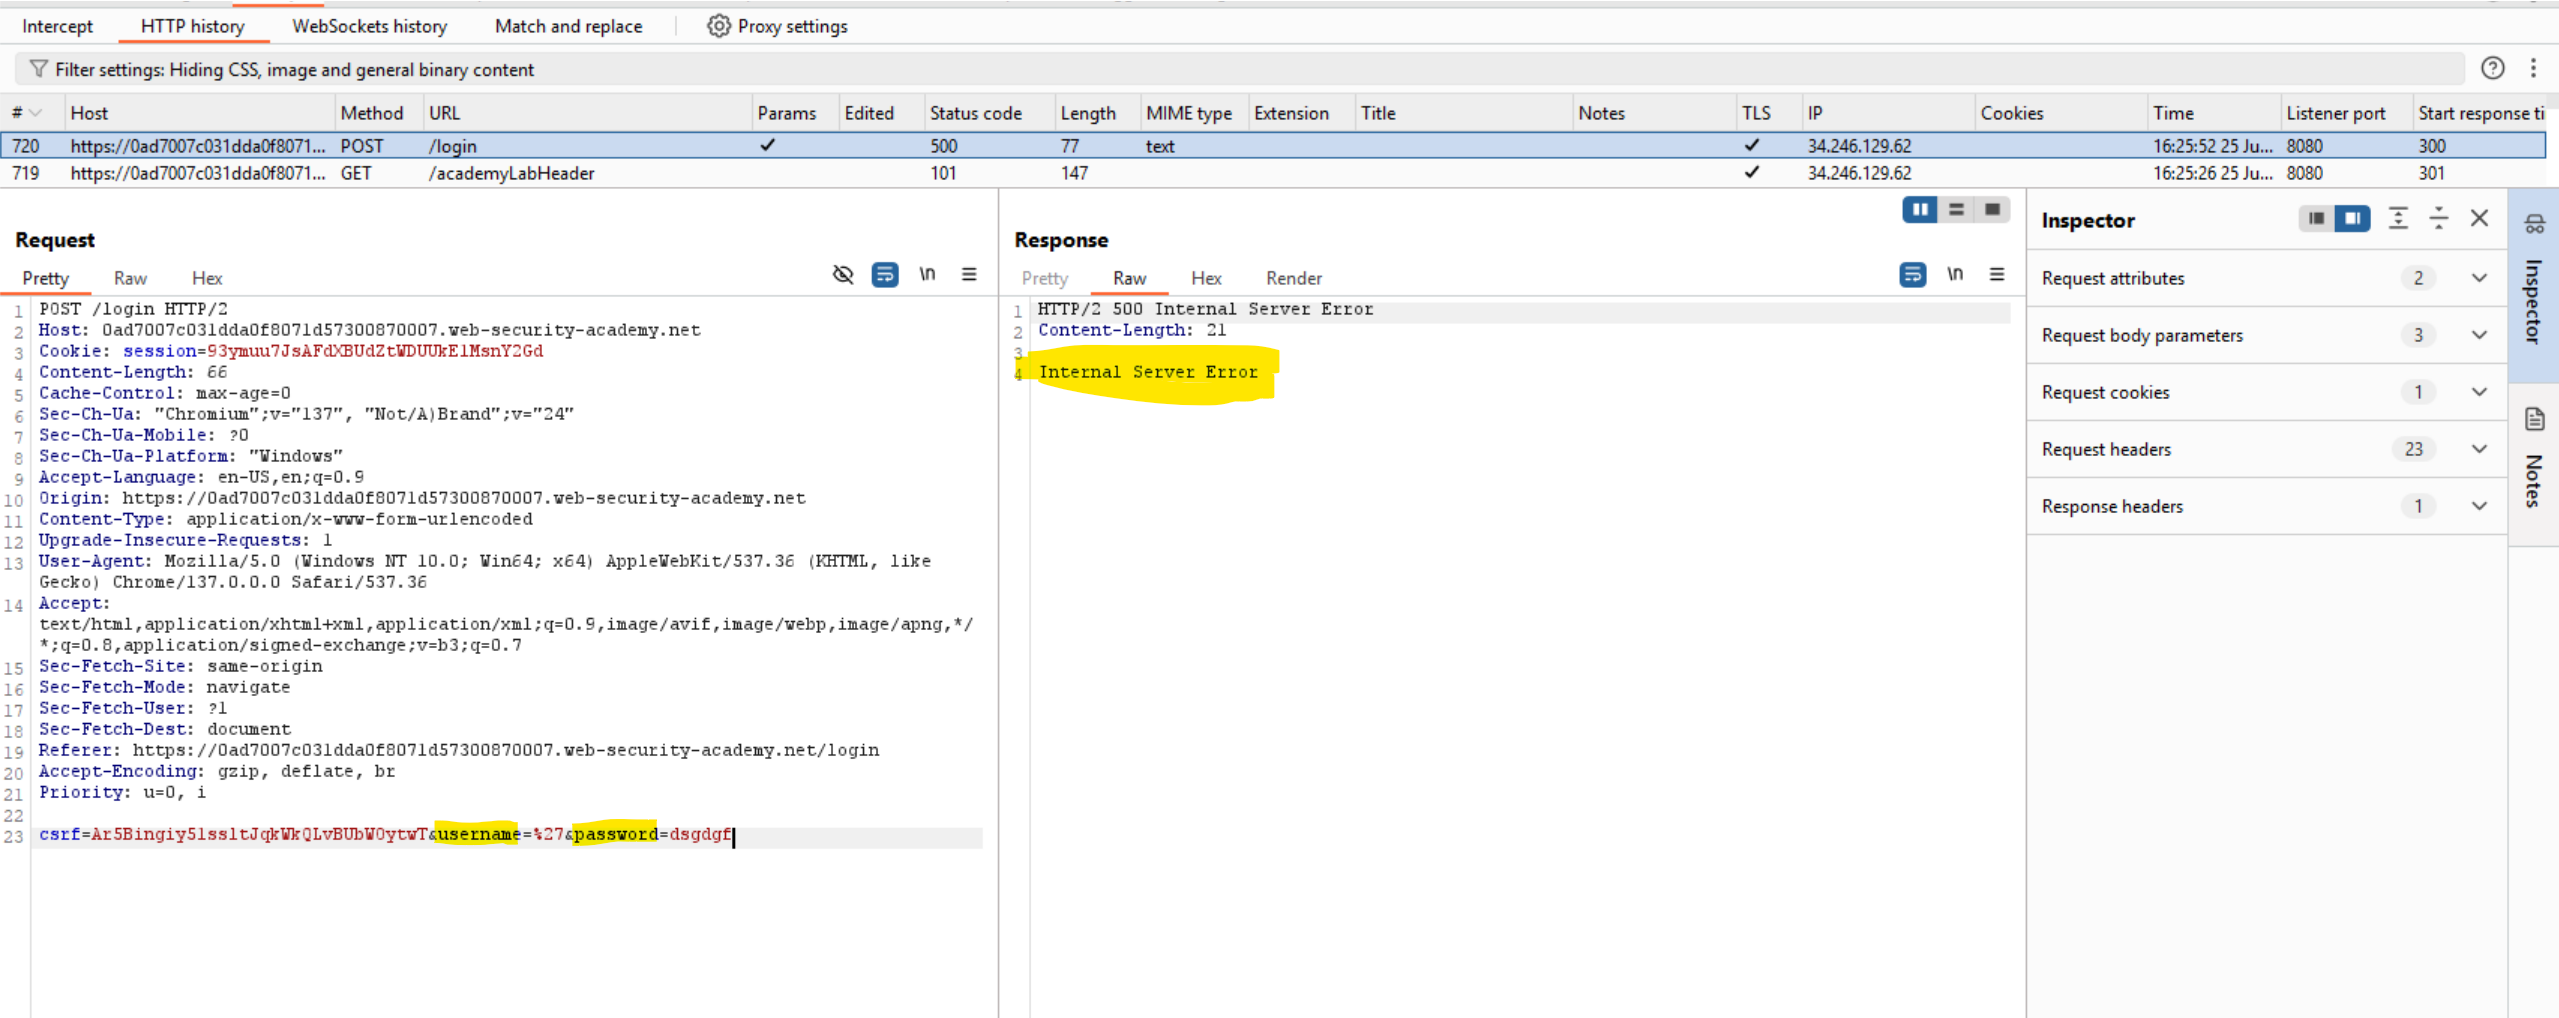 Intercept HTTP history WebSockets history Match and replace Proxy settings
Filter settings: Hiding CSS, image and general binary content
# Host Method URL Params Edited Status code Length MIME type Extension Title Notes TLS IP Cookies Time Listener port Start response ti
720 https://0ad7007c031dda0f8071... POST /login ✓ 500 77 text ✓ 34.246.129.62 16:25:52 25 Ju... 8080 300
719 https://0ad7007c031dda0f8071... GET /academyLabHeader 101 147 ✓ 34.246.129.62 16:25:26 25 Ju... 8080 301
Request
Pretty Raw Hex \n
1 POST /login HTTP/2
2 Host: 0ad7007c031dda0f8071d57300870007.web-security-academy.net
3 Cookie: session=93ymuu7JsAFdXBUdZtWDUUkElMsnY2Gd
4 Content-Length: 66
5 Cache-Control: max-age=0
6 Sec-Ch-Ua: "Chromium";v="137", "Not/A)Brand";v="24"
7 Sec-Ch-Ua-Mobile: ?0
8 Sec-Ch-Ua-Platform: "Windows"
9 Accept-Language: en-US,en;q=0.9
10 Origin: https://0ad7007c031dda0f8071d57300870007.web-security-academy.net
11 Content-Type: application/x-www-form-urlencoded
12 Upgrade-Insecure-Requests: 1
13 User-Agent: Mozilla/5.0 (Windows NT 10.0; Win64; x64) AppleWebKit/537.36 (KHTML, like
Gecko) Chrome/137.0.0.0 Safari/537.36
14 Accept:
text/html,application/xhtml+xml,application/xml;q=0.9,image/avif,image/webp,image/apng,*/
*;q=0.8,application/signed-exchange;v=b3;q=0.7
15 Sec-Fetch-Site: same-origin
16 Sec-Fetch-Mode: navigate
17 Sec-Fetch-User: ?1
18 Sec-Fetch-Dest: document
19 Referer: https://0ad7007c031dda0f8071d57300870007.web-security-academy.net/login
20 Accept-Encoding: gzip, deflate, br
21 Priority: u=0, i
22
23 csrf=Ar5Bingiy5lssltJqkWkQLvBUbW0ytwT&username=%27&password=dsgdgf
Response
Pretty Raw Hex Render \n
1 HTTP/2 500 Internal Server Error
2 Content-Length: 21
3
4 Internal Server Error
Inspector
Request attributes 2
Request body parameters 3
Request cookies 1
Request headers 23
Response headers 1
Inspector
Notes